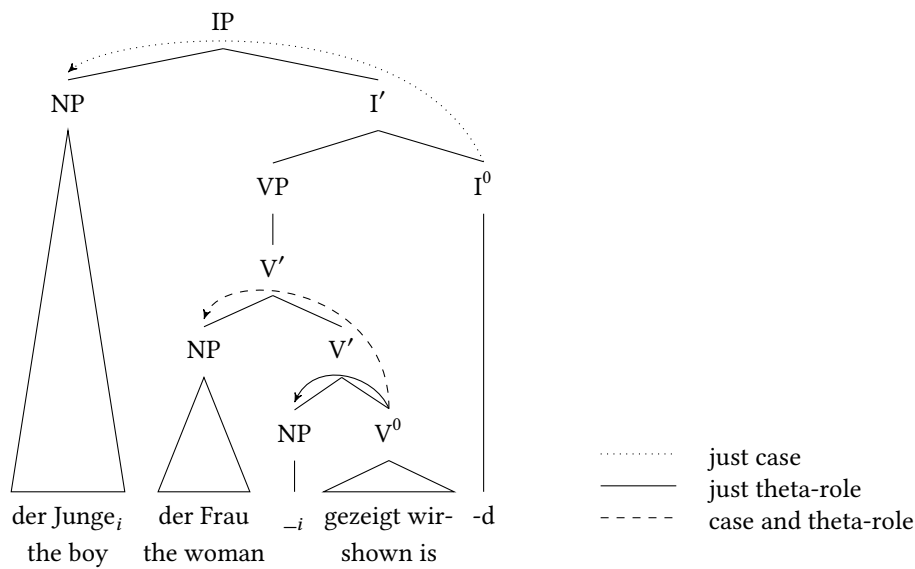 IP
NP I′
VP I⁰
V′
NP V′
NP V⁰
der Junge_i der Frau _i gezeigt wir- -d
the boy the woman shown is
just case
just theta-role
case and theta-role